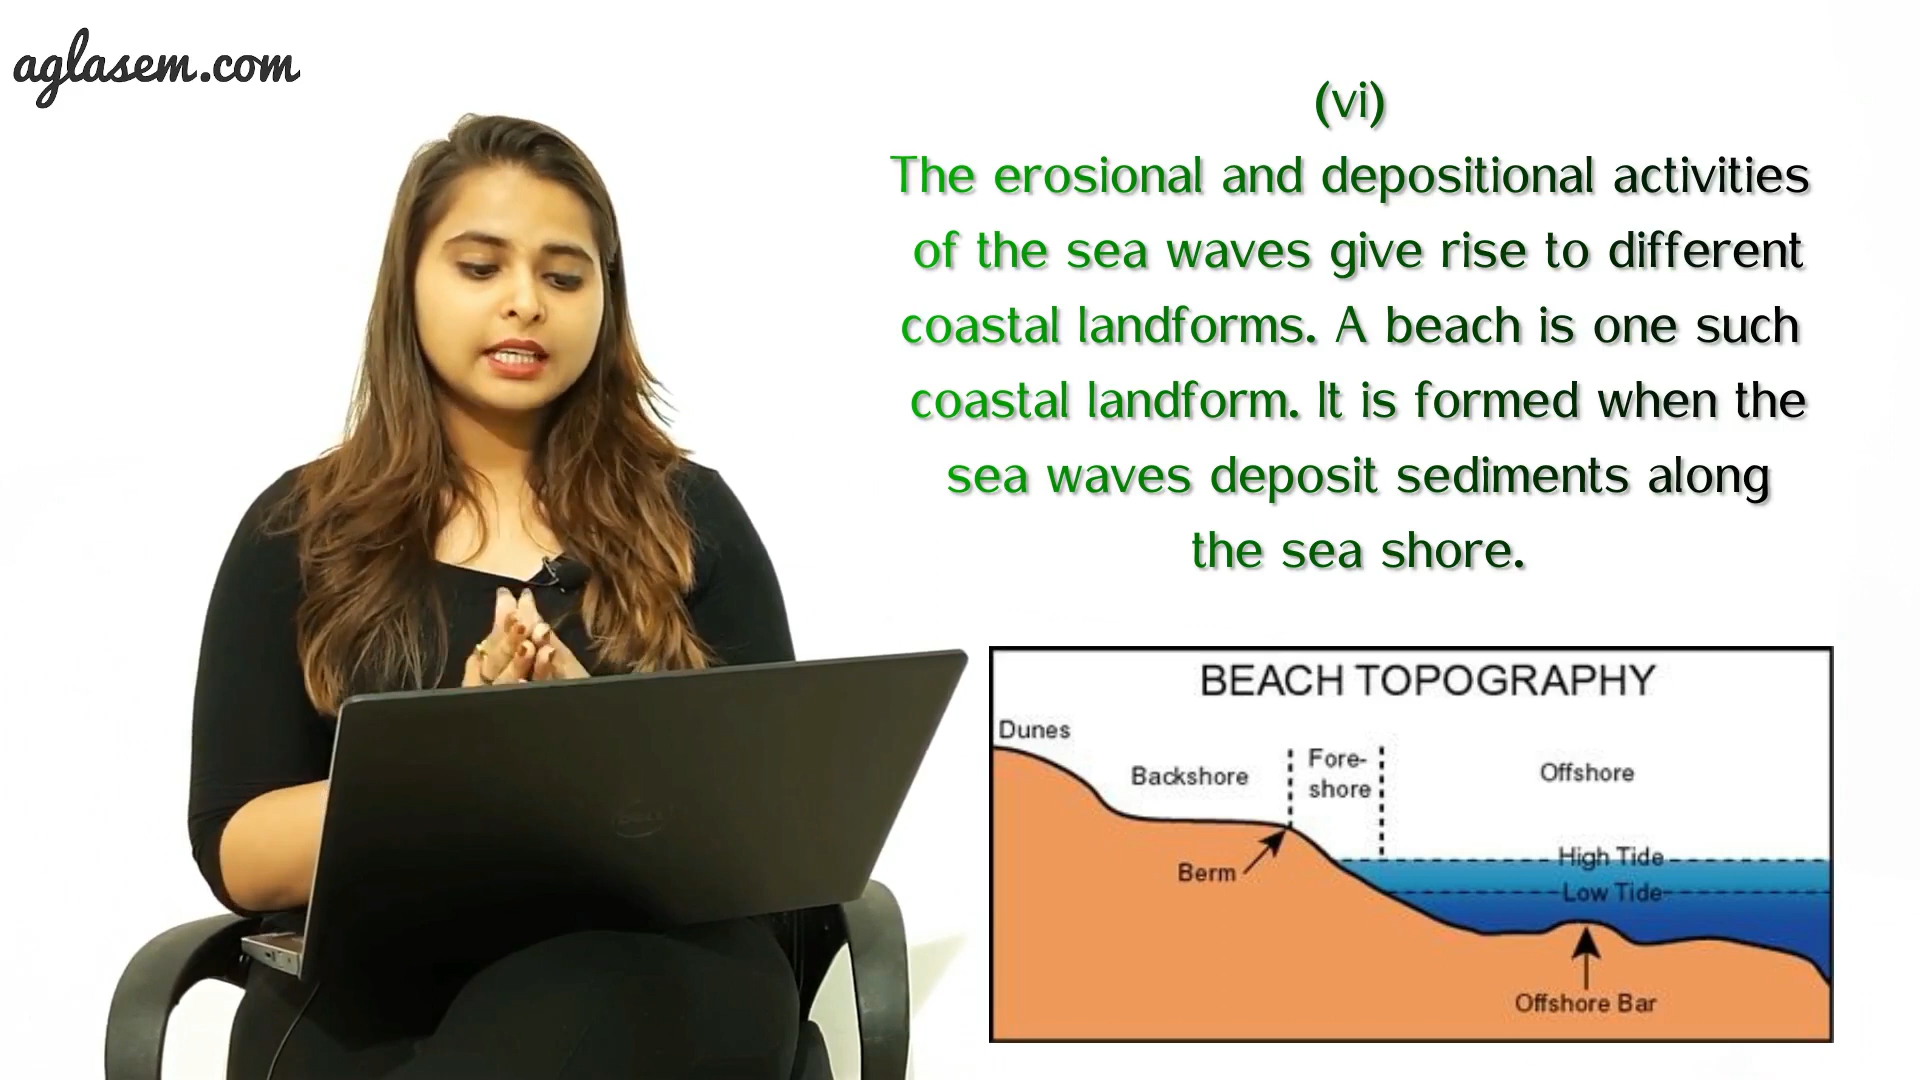 aglasem.com
(vi)
The erosional and depositional activities
of the sea waves give rise to different
coastal landforms. A beach is one such
coastal landform. It is formed when the
sea waves deposit sediments along
the sea shore.
BEACH TOPOGRAPHY
Dunes
Backshore
Fore-
shore
Offshore
High Tide
Berm
Low Tide
Offshore Bar